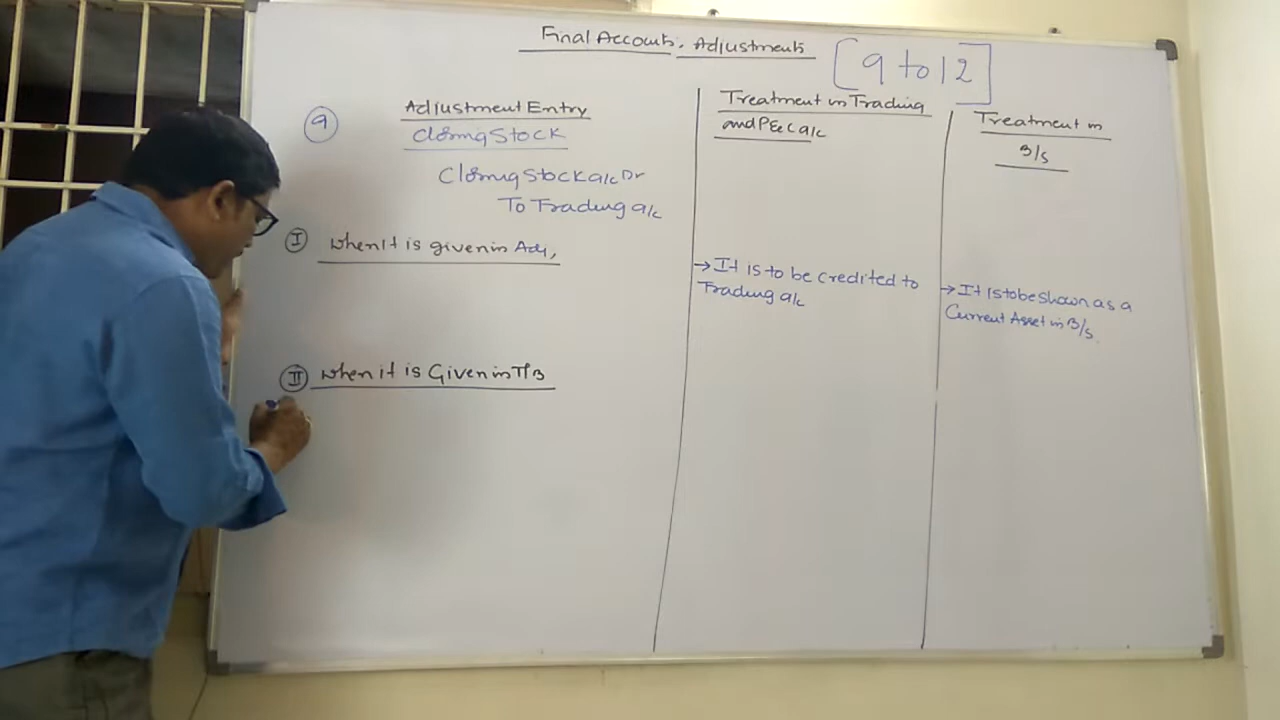 Final Accounts, Adjustments
[9 to 12]
9
Adjustment Entry
Closing Stock
Closing Stock a/c Dr
To Trading a/c
I When it is given in Adj,
II When it is Given in T/B
Treatment in Trading
and P&L a/c
→ It is to be credited to
Trading a/c
Treatment in
B/S
→ It is to be shown as a
Current Asset in B/S.